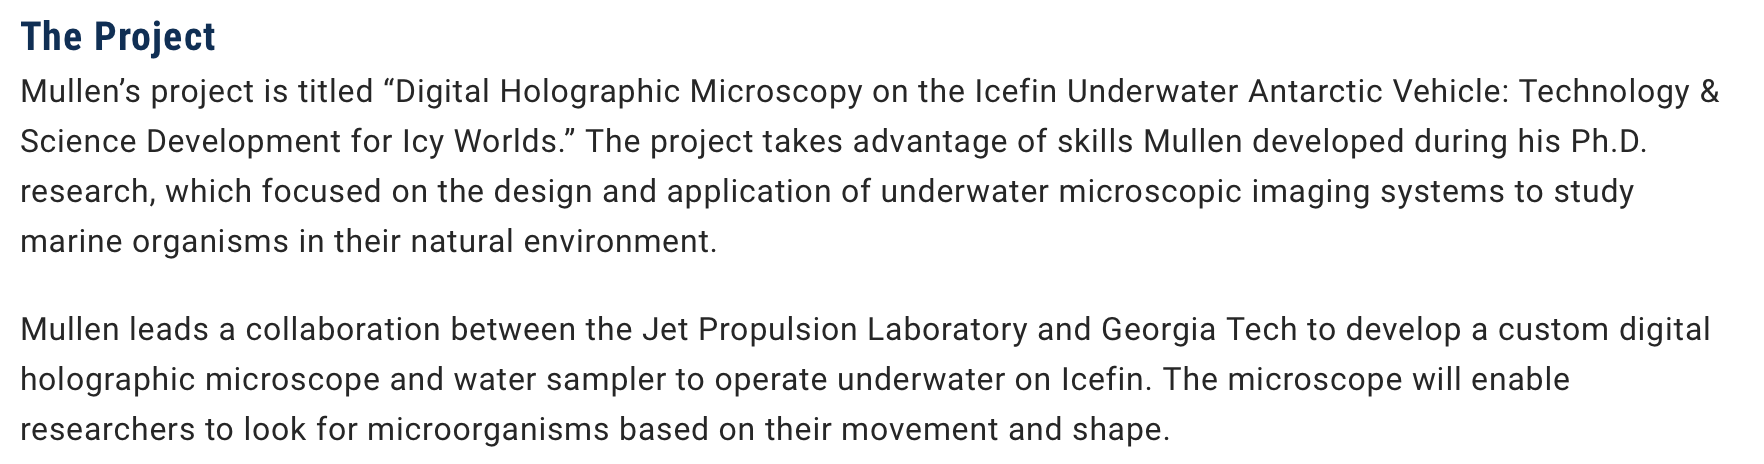 The Project
Mullen’s project is titled “Digital Holographic Microscopy on the Icefin Underwater Antarctic Vehicle: Technology &
Science Development for Icy Worlds.” The project takes advantage of skills Mullen developed during his Ph.D.
research, which focused on the design and application of underwater microscopic imaging systems to study
marine organisms in their natural environment.
Mullen leads a collaboration between the Jet Propulsion Laboratory and Georgia Tech to develop a custom digital
holographic microscope and water sampler to operate underwater on Icefin. The microscope will enable
researchers to look for microorganisms based on their movement and shape.